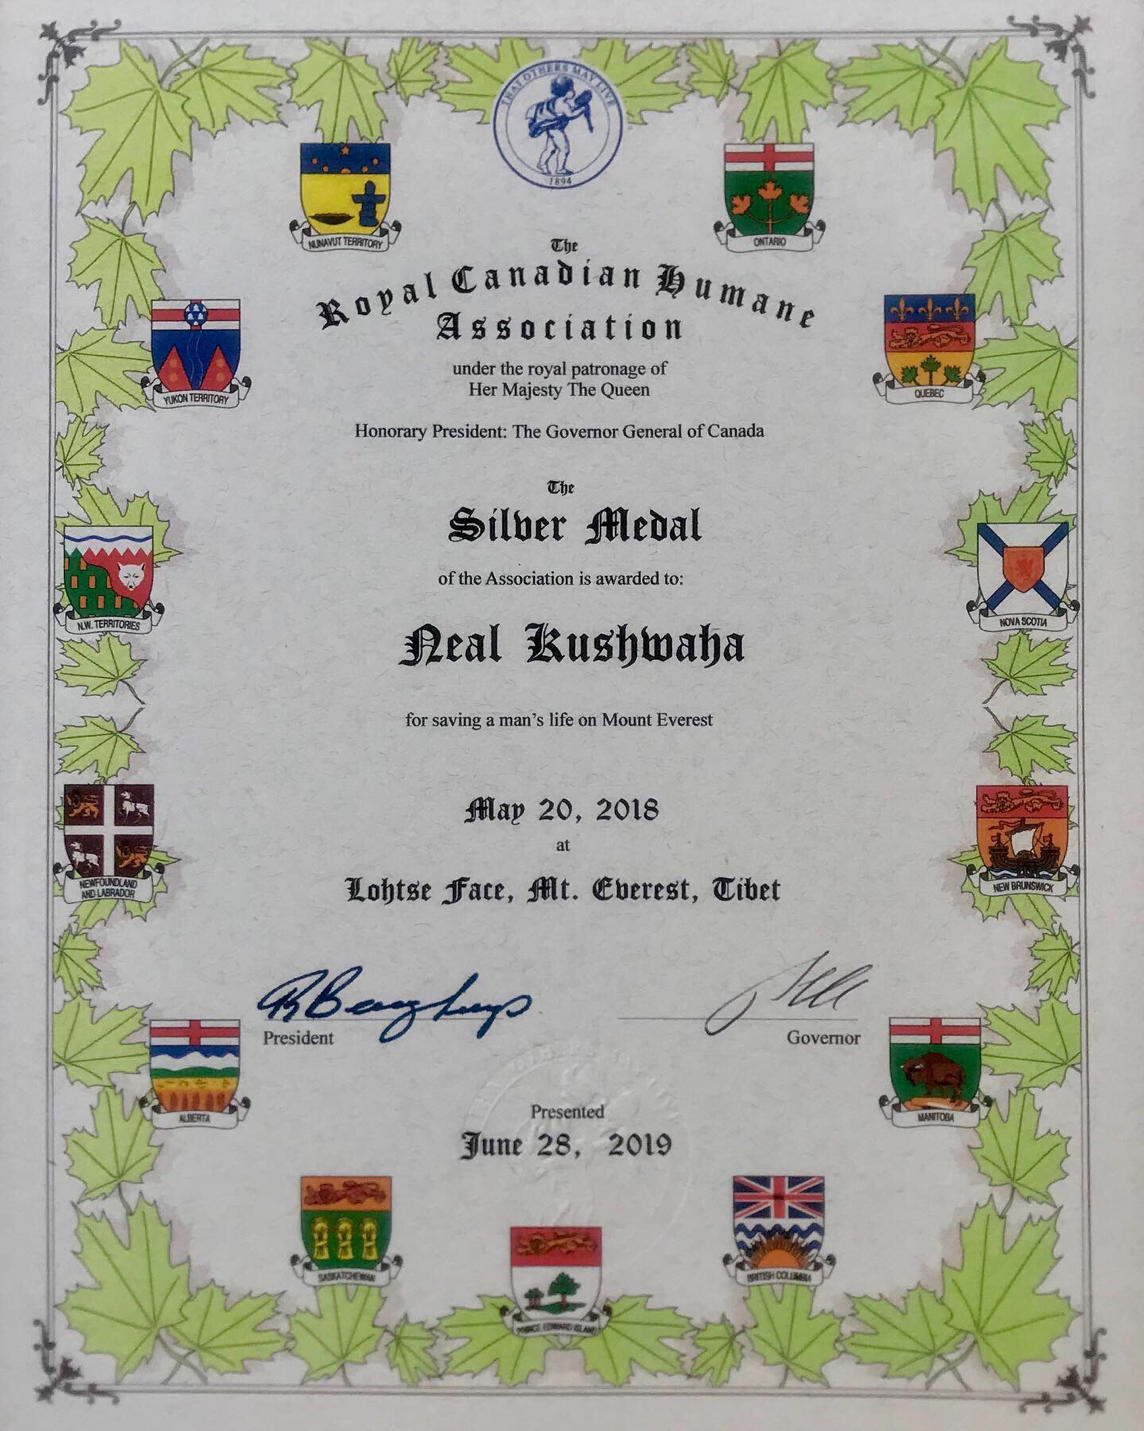 THAT OTHERS MAY LIVE
1894
NUNAVUT TERRITORY
ONTARIO
The
Royal Canadian Humane
Association
YUKON TERRITORY
QUEBEC
under the royal patronage of
Her Majesty The Queen
Honorary President: The Governor General of Canada
The
Silver Medal
of the Association is awarded to:
N.W. TERRITORIES
NOVA SCOTIA
Neal Kushwaha
for saving a man's life on Mount Everest
May 20, 2018
at
Lohtse Face, Mt. Everest, Tibet
NEWFOUNDLAND
AND LABRADOR
NEW BRUNSWICK
President
Governor
ALBERTA
MANITOBA
Presented
June 28, 2019
SASKATCHEWAN
BRITISH COLUMBIA
PRINCE EDWARD ISLAND